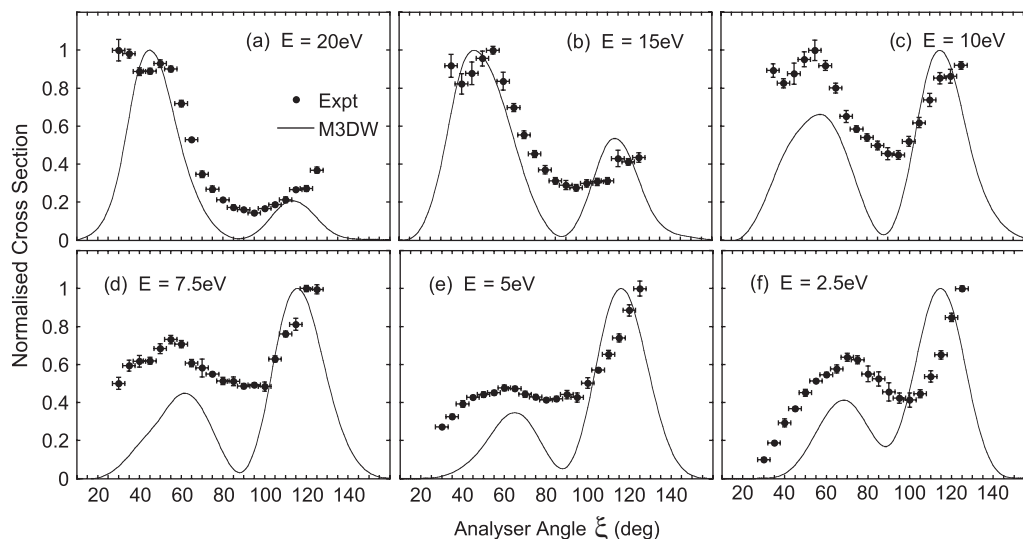 (a) E = 20eV
Expt
M3DW
(b) E = 15eV
(c) E = 10eV
1
0.8
0.6
0.4
0.2
0
(d) E = 7.5eV
(e) E = 5eV
(f) E = 2.5eV
1
0.8
0.6
0.4
0.2
0
20 40 60 80 100 120 140
20 40 60 80 100 120 140
20 40 60 80 100 120 140
Normalised Cross Section
Analyser Angle ξ (deg)